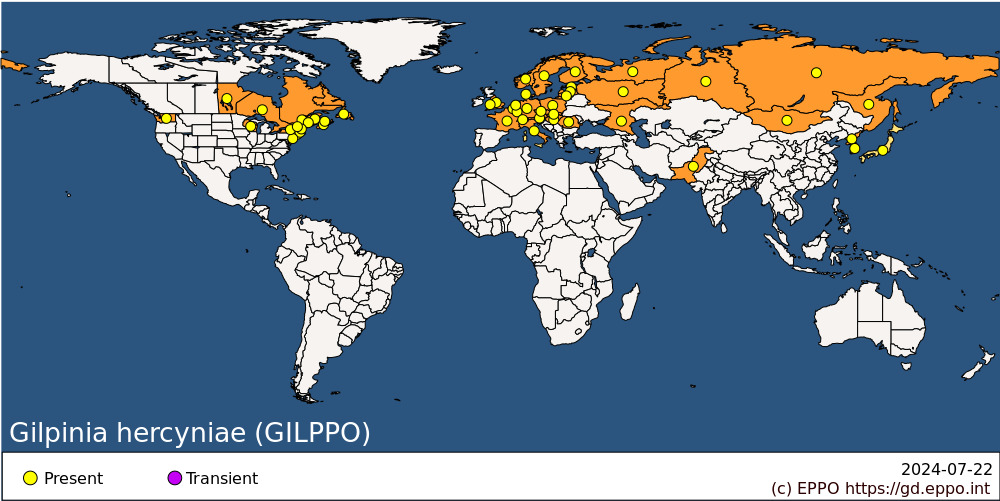 Gilpinia hercyniae (GILPPO)
Present
Transient
2024-07-22
(c) EPPO https://gd.eppo.int